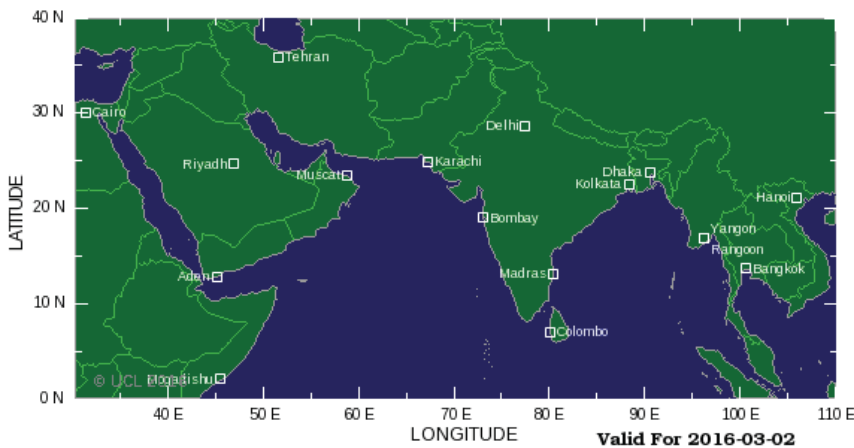 40 N
Tehran
30 N
Cairo
Delhi
Riyadh
Karachi
Muscat
Dhaka
Kolkata
Hanoi
20 N
Bombay
Yangon
Rangoon
LATITUDE
Aden
Madras
Bangkok
10 N
Colombo
© UCL
Mogadishu
0 N
40 E 50 E 60 E 70 E 80 E 90 E 100 E 110 E
LONGITUDE
Valid For 2016-03-02